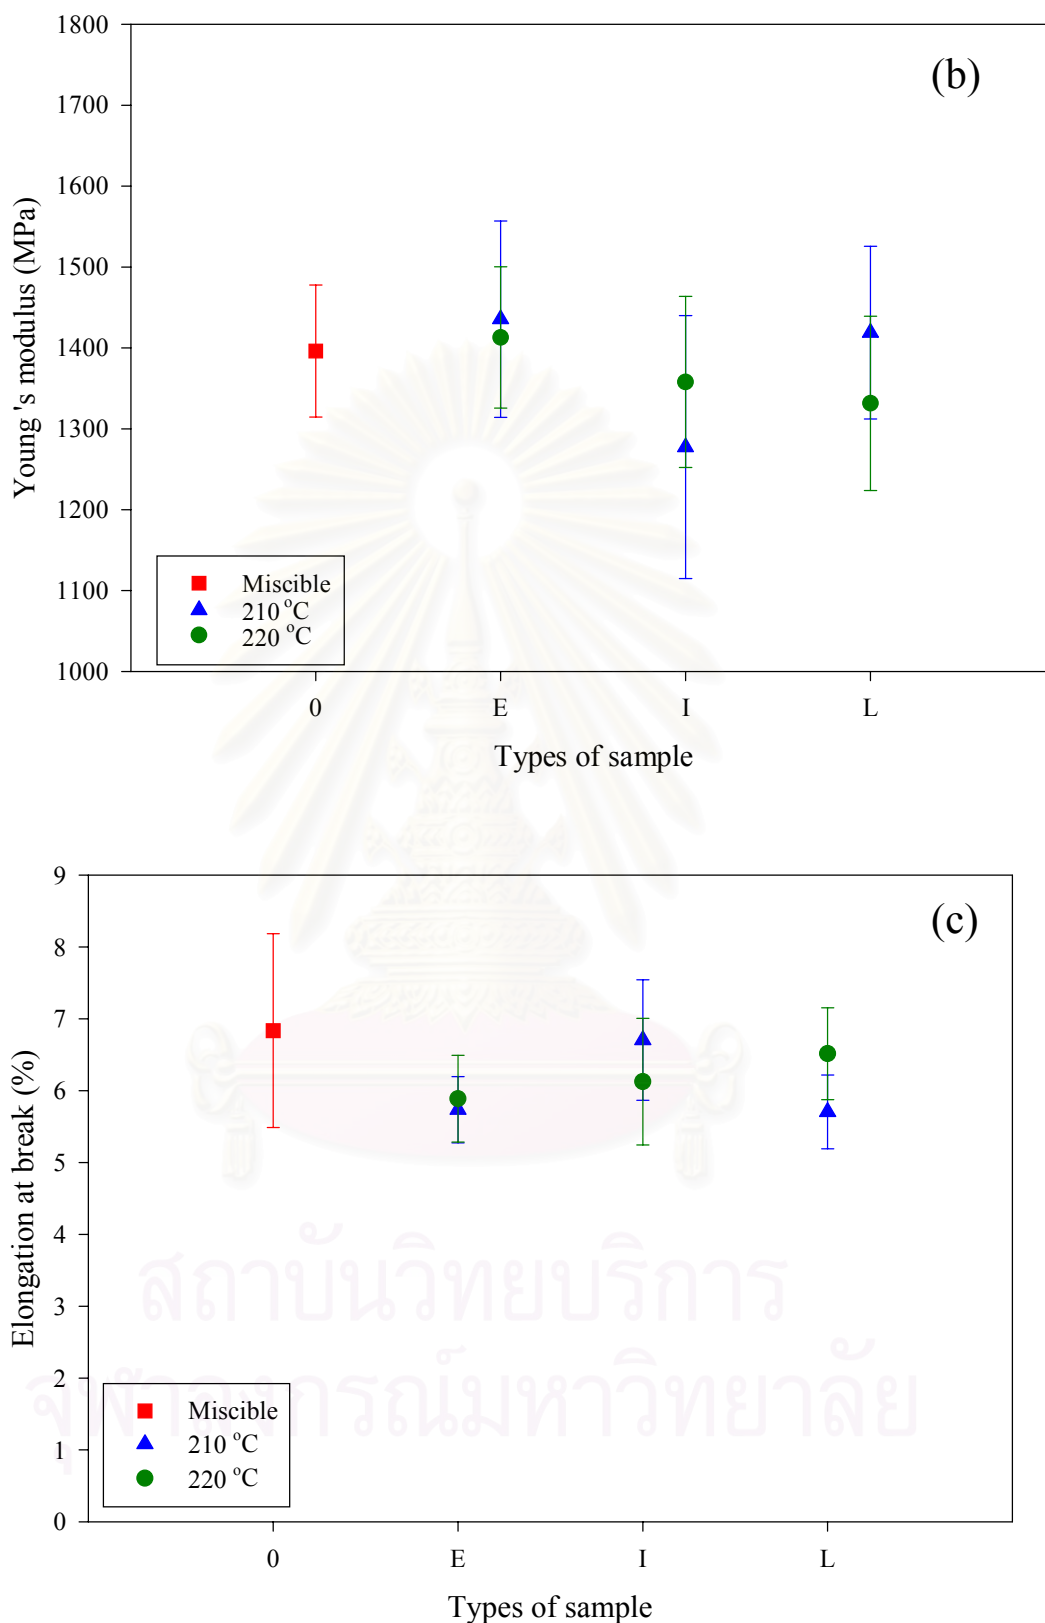 (b)
Young 's modulus (MPa)
1800
1700
1600
1500
1400
1300
1200
1100
1000
Miscible
210 °C
220 °C
0 E I L
Types of sample
(c)
Elongation at break (%)
9
8
7
6
5
4
3
2
1
0
สถาบันวิทยบริการ
จุฬาลงกรณ์มหาวิทยาลัย
Miscible
210 °C
220 °C
0 E I L
Types of sample